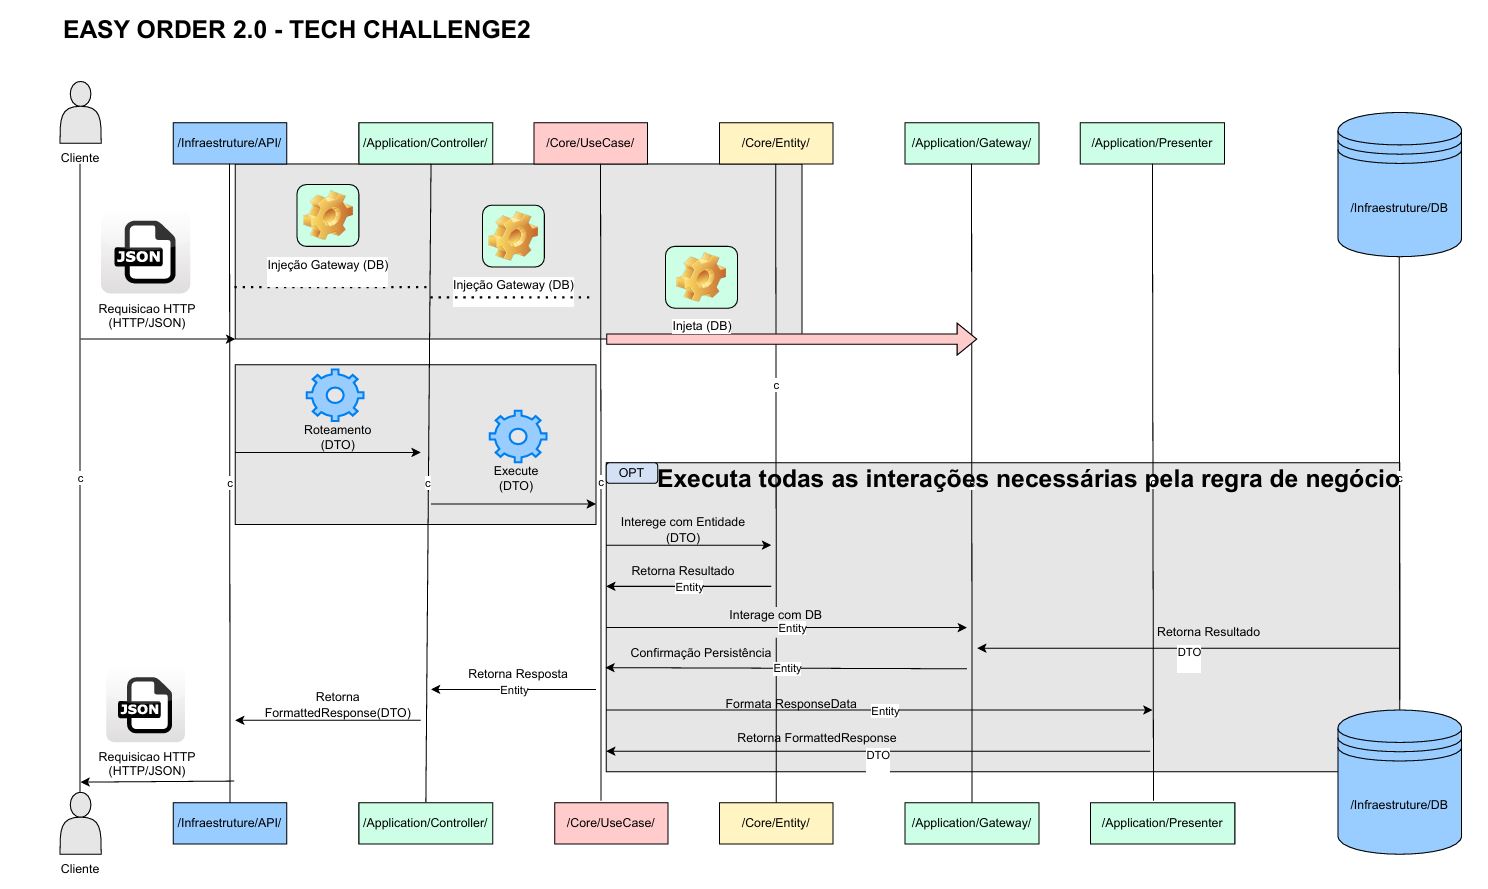 EASY ORDER 2.0 - TECH CHALLENGE2
Cliente
/Infraestruture/API/
/Application/Controller/
/Core/UseCase/
/Core/Entity/
/Application/Gateway/
/Application/Presenter
/Infraestruture/DB
JSON
Requisicao HTTP
(HTTP/JSON)
Injeção Gateway (DB)
Injeção Gateway (DB)
Injeta (DB)
c
Roteamento
(DTO)
Execute
(DTO)
c
c
c
c
c
OPT
Executa todas as interações necessárias pela regra de negócio
Interege com Entidade
(DTO)
Retorna Resultado
Entity
Interage com DB
Entity
Retorna Resultado
DTO
Confirmação Persistência
Entity
Retorna Resposta
Entity
Retorna
FormattedResponse(DTO)
Formata ResponseData
Entity
Retorna FormattedResponse
DTO
JSON
Requisicao HTTP
(HTTP/JSON)
Cliente
/Infraestruture/API/
/Application/Controller/
/Core/UseCase/
/Core/Entity/
/Application/Gateway/
/Application/Presenter
/Infraestruture/DB